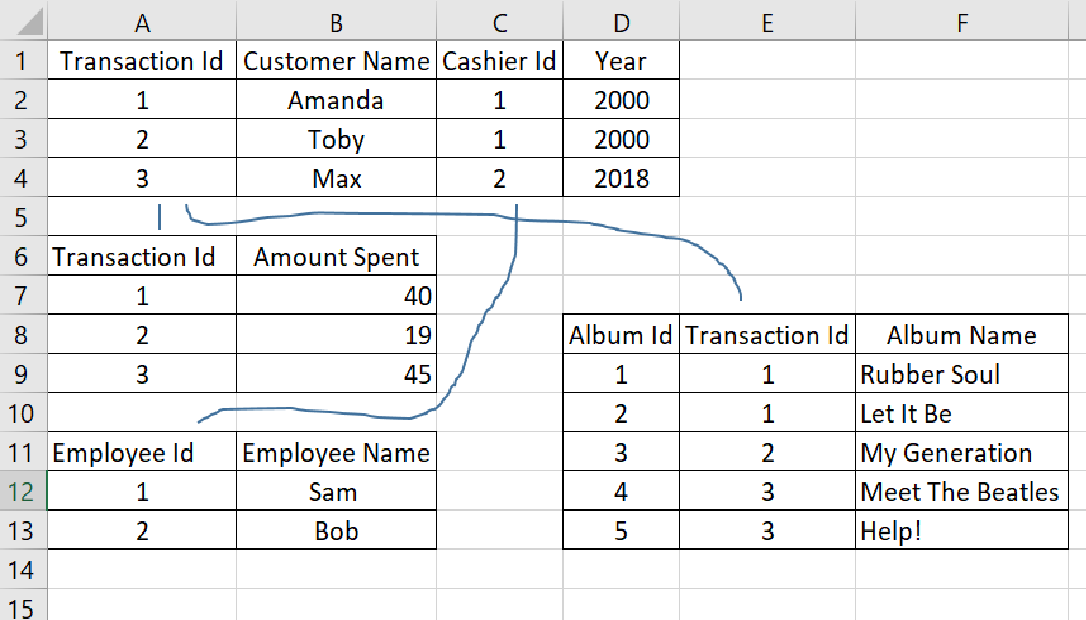 A B C D E F
1 Transaction Id Customer Name Cashier Id Year
2 1 Amanda 1 2000
3 2 Toby 1 2000
4 3 Max 2 2018
5
6 Transaction Id Amount Spent
7 1 40
8 2 19 Album Id Transaction Id Album Name
9 3 45 1 1 Rubber Soul
10 2 1 Let It Be
11 Employee Id Employee Name 3 2 My Generation
12 1 Sam 4 3 Meet The Beatles
13 2 Bob 5 3 Help!
14
15